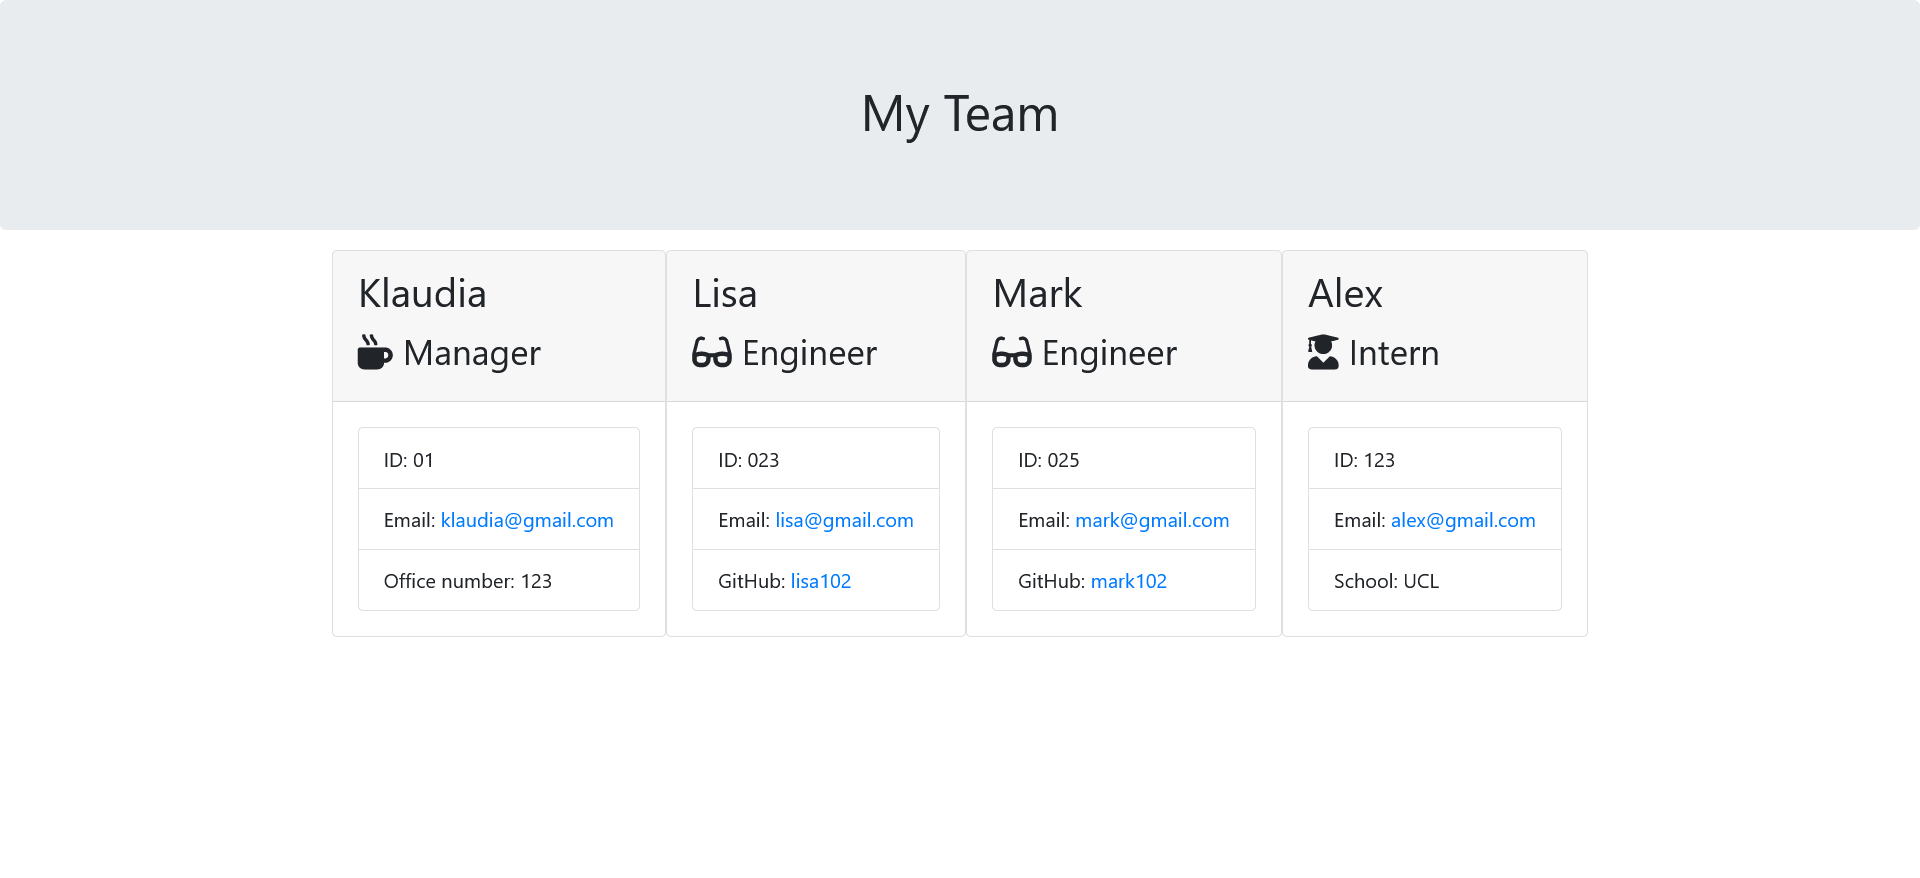 My Team
Klaudia
Manager
ID: 01
Email: klaudia@gmail.com
Office number: 123
Lisa
Engineer
ID: 023
Email: lisa@gmail.com
GitHub: lisa102
Mark
Engineer
ID: 025
Email: mark@gmail.com
GitHub: mark102
Alex
Intern
ID: 123
Email: alex@gmail.com
School: UCL